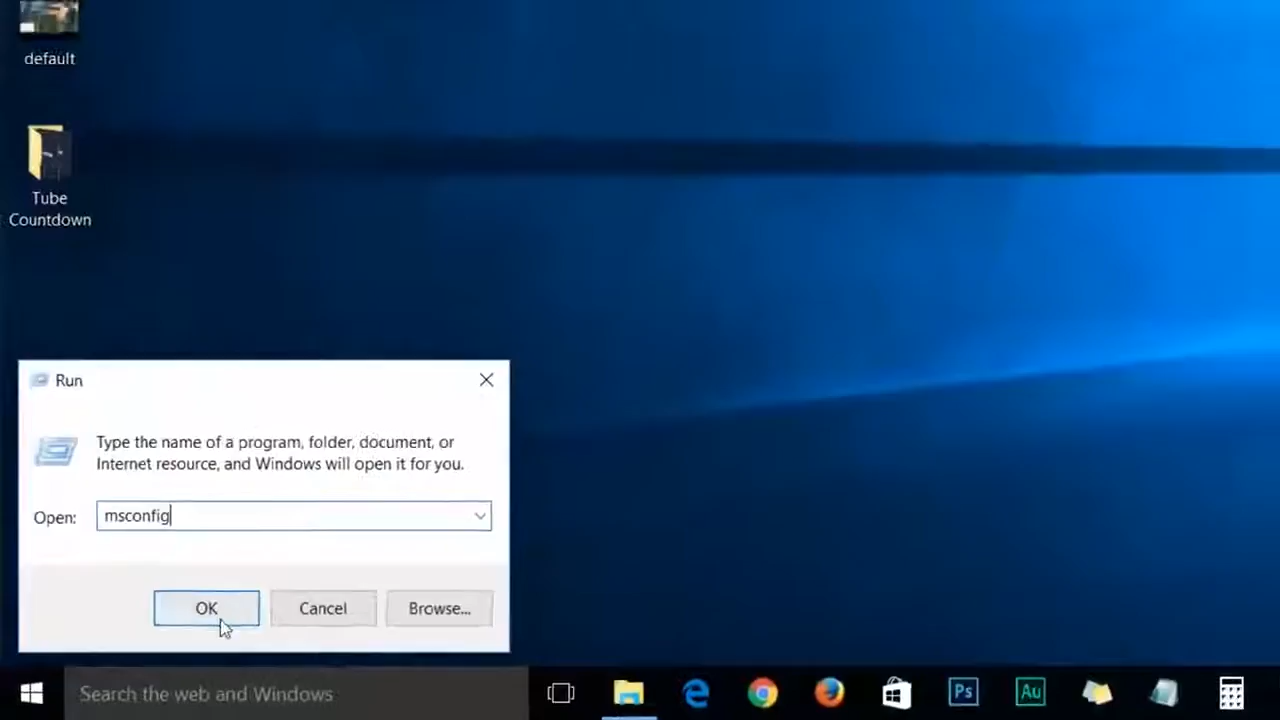 default
Tube
Countdown
Run
Type the name of a program, folder, document, or
Internet resource, and Windows will open it for you.
Open: msconfig
OK Cancel Browse...
Search the web and Windows
Ps Au